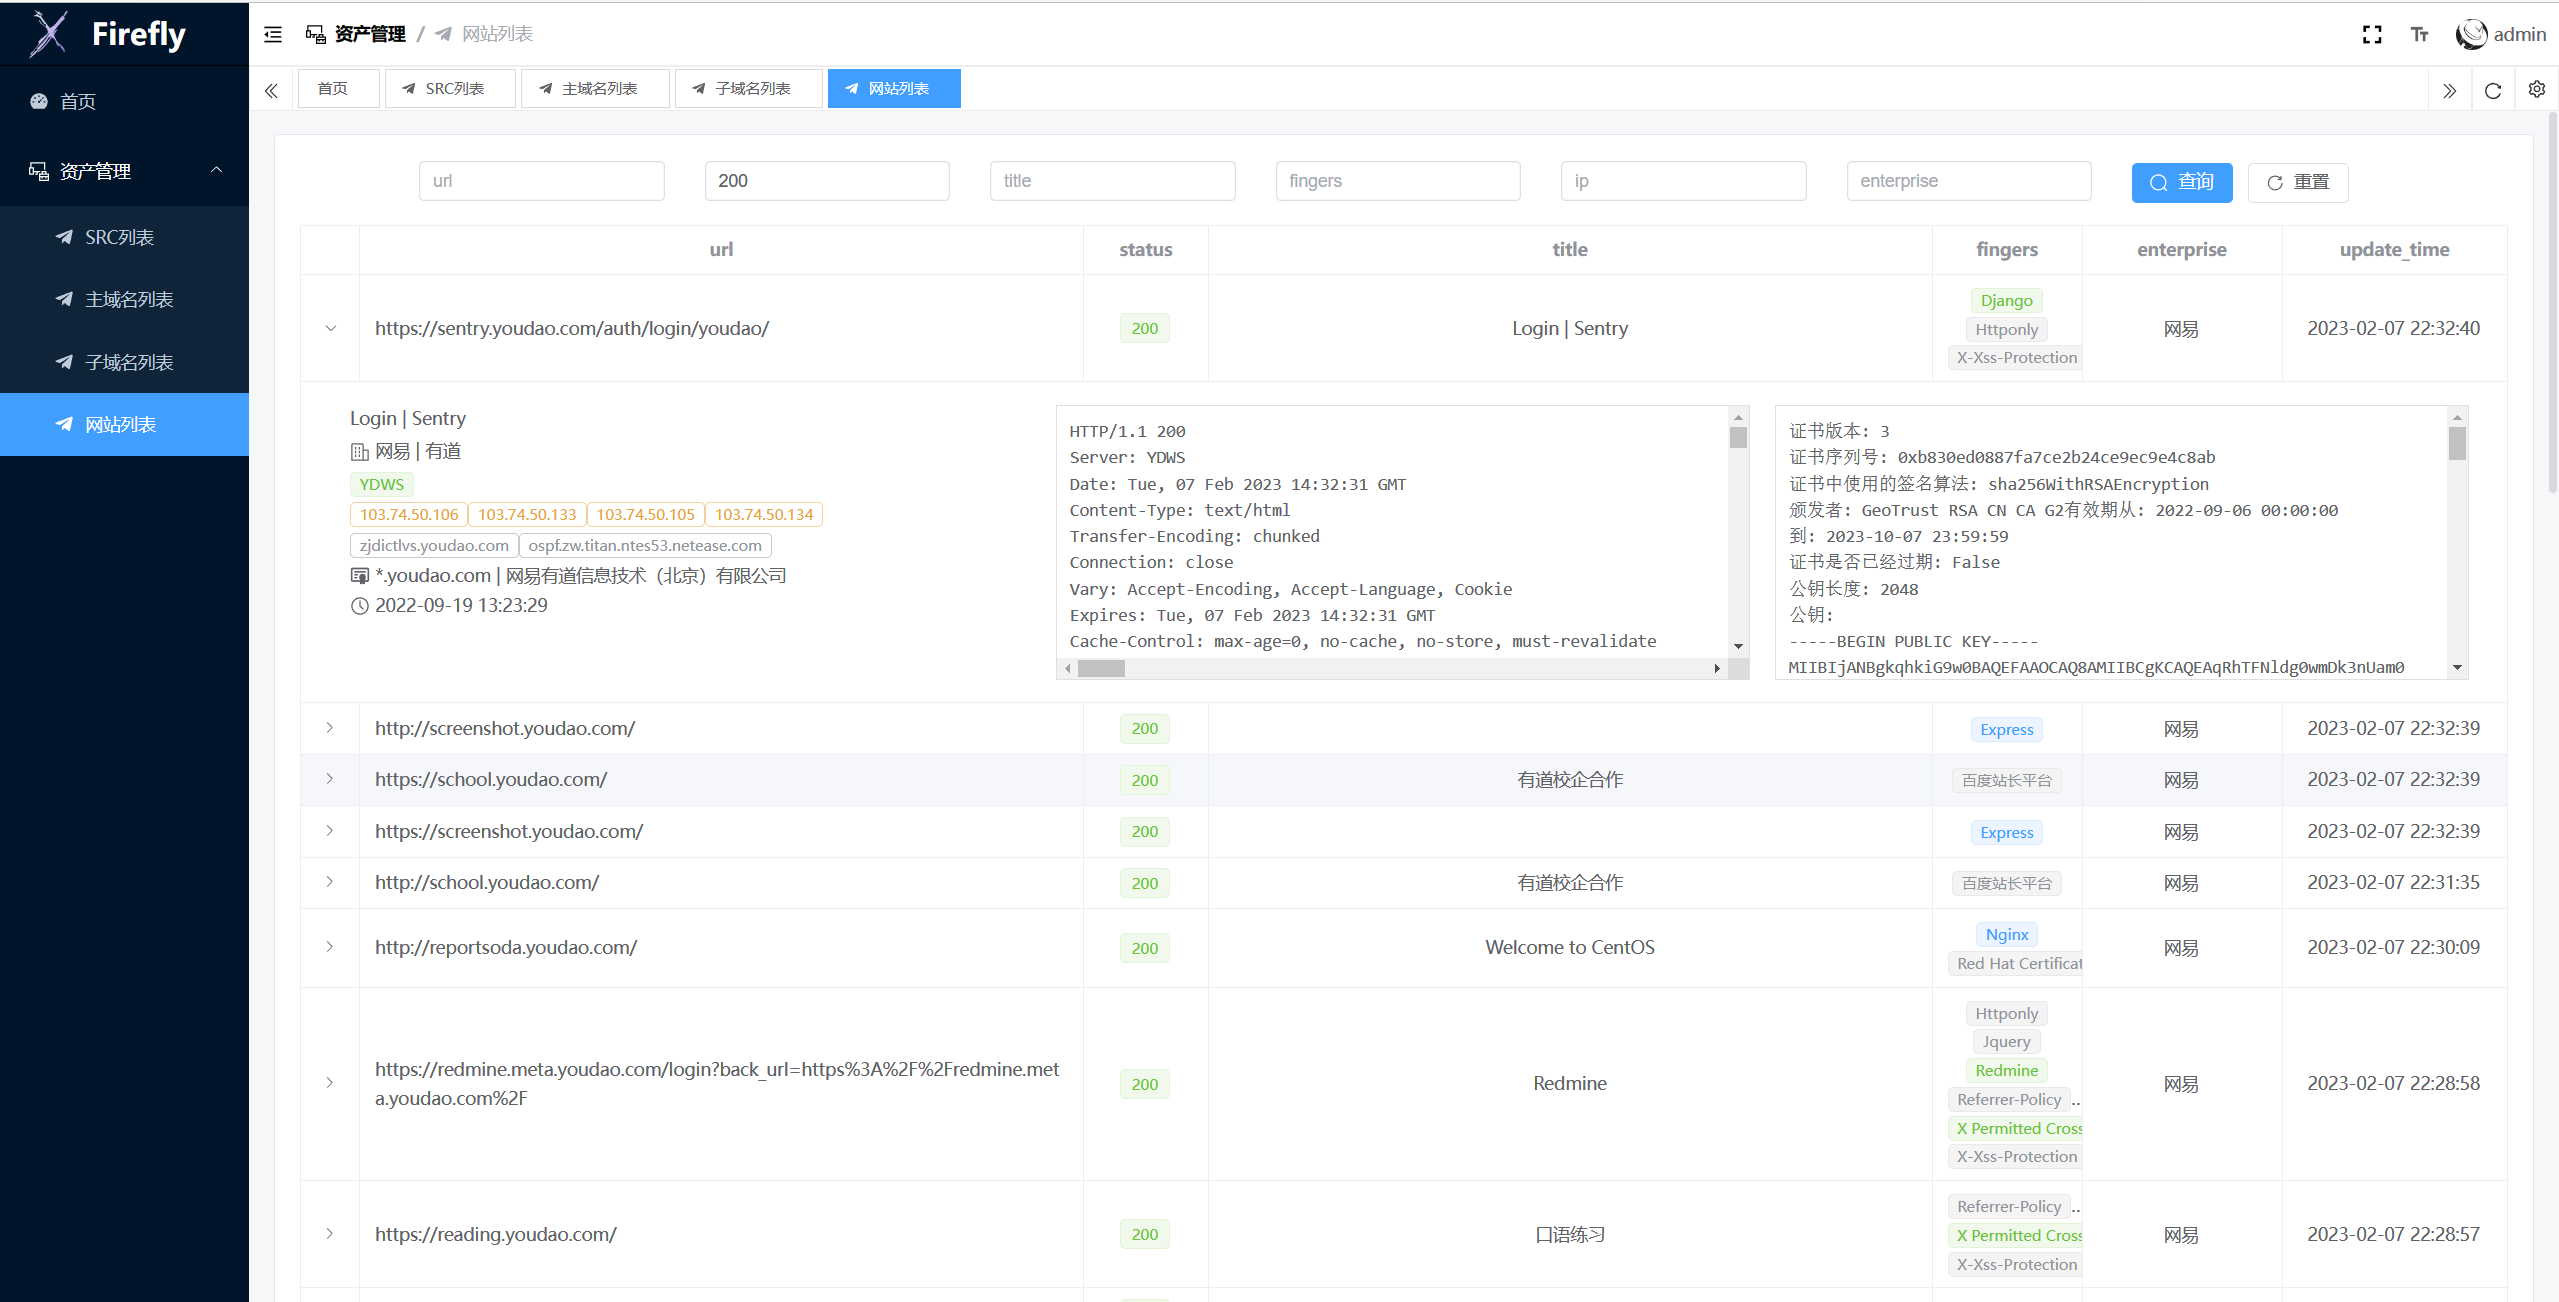 Firefly
资产管理 / 网站列表
admin
首页
资产管理
SRC列表
主域名列表
子域名列表
网站列表
首页 SRC列表 主域名列表 子域名列表 网站列表
url 200 title fingers ip enterprise 查询 重置
url status title fingers enterprise update_time
https://sentry.youdao.com/auth/login/youdao/ 200 Login | Sentry Django Httponly X-Xss-Protection 网易 2023-02-07 22:32:40
Login | Sentry
网易 | 有道
YDWS
103.74.50.106 103.74.50.133 103.74.50.105 103.74.50.134
zjdictlvs.youdao.com ospf.zw.titan.ntes53.netease.com
*.youdao.com | 网易有道信息技术（北京）有限公司
2022-09-19 13:23:29
HTTP/1.1 200
Server: YDWS
Date: Tue, 07 Feb 2023 14:32:31 GMT
Content-Type: text/html
Transfer-Encoding: chunked
Connection: close
Vary: Accept-Encoding, Accept-Language, Cookie
Expires: Tue, 07 Feb 2023 14:32:31 GMT
Cache-Control: max-age=0, no-cache, no-store, must-revalidate
证书版本: 3
证书序列号: 0xb830ed0887fa7ce2b24ce9ec9e4c8ab
证书中使用的签名算法: sha256WithRSAEncryption
颁发者: GeoTrust RSA CN CA G2有效期从: 2022-09-06 00:00:00
到: 2023-10-07 23:59:59
证书是否已经过期: False
公钥长度: 2048
公钥:
-----BEGIN PUBLIC KEY-----
MIIBIjANBgkqhkiG9w0BAQEFAAOCAQ8AMIIBCgKCAQEAqRhTFNldg0wmDk3nUam0
http://screenshot.youdao.com/ 200 Express 网易 2023-02-07 22:32:39
https://school.youdao.com/ 200 有道校企合作 百度站长平台 网易 2023-02-07 22:32:39
https://screenshot.youdao.com/ 200 Express 网易 2023-02-07 22:32:39
http://school.youdao.com/ 200 有道校企合作 百度站长平台 网易 2023-02-07 22:31:35
http://reportsoda.youdao.com/ 200 Welcome to CentOS Nginx Red Hat Certificat 网易 2023-02-07 22:30:09
https://redmine.meta.youdao.com/login?back_url=https%3A%2F%2Fredmine.met
a.youdao.com%2F 200 Redmine Httponly Jquery Redmine Referrer-Policy .. X Permitted Cross X-Xss-Protection 网易 2023-02-07 22:28:58
https://reading.youdao.com/ 200 口语练习 Referrer-Policy .. X Permitted Cross X-Xss-Protection 网易 2023-02-07 22:28:57